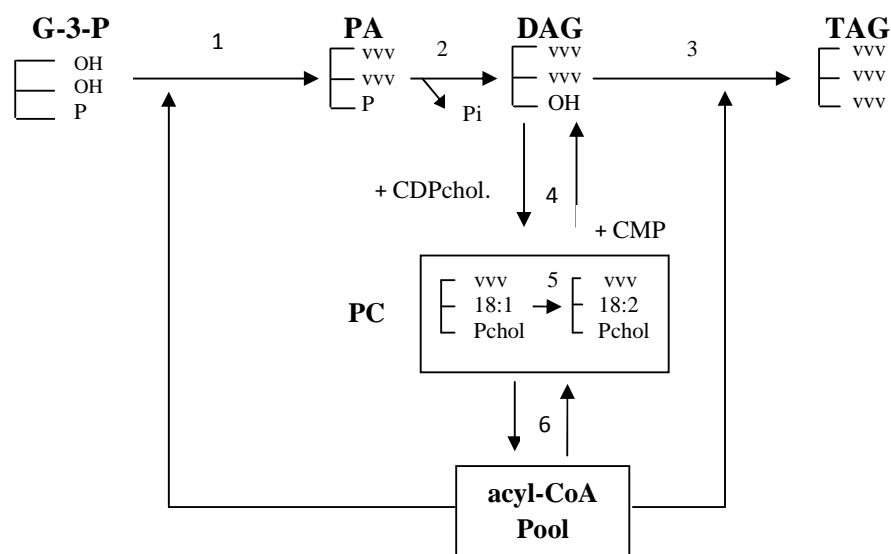 G-3-P
1
PA
2
DAG
3
TAG
OH
OH
P
vvv
vvv
P
Pi
vvv
vvv
OH
vvv
vvv
vvv
+ CDPchol.
4
+ CMP
PC
vvv
18:1
Pchol
5
vvv
18:2
Pchol
6
acyl-CoA
Pool